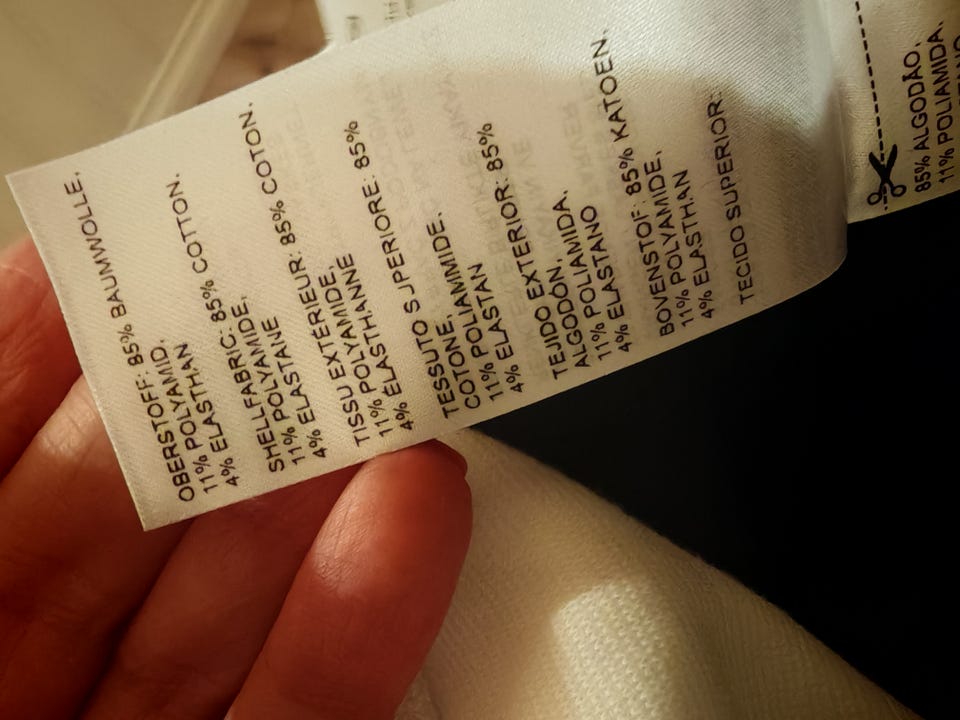 OBERSTOFF: 85% BAUMWOLLE,
11% POLYAMID,
4% ELASTHAN
SHELLFABRIC: 85% COTTON,
11% POLYAMIDE,
4% ELASTANE
TISSU EXTÉRIEUR: 85% COTON,
11% POLYAMIDE,
4% ÉLASTHANNE
TESSUTO SUPERIORE: 85%
COTONE,
11% POLIAMMIDE,
4% ELASTAN
TEJIDO EXTERIOR: 85%
ALGODÓN,
11% POLIAMIDA,
4% ELASTANO
BOVENSTOF: 85% KATOEN,
11% POLYAMIDE,
4% ELASTHAN
TECIDO SUPERIOR:
85% ALGODÃO,
11% POLIAMIDA,